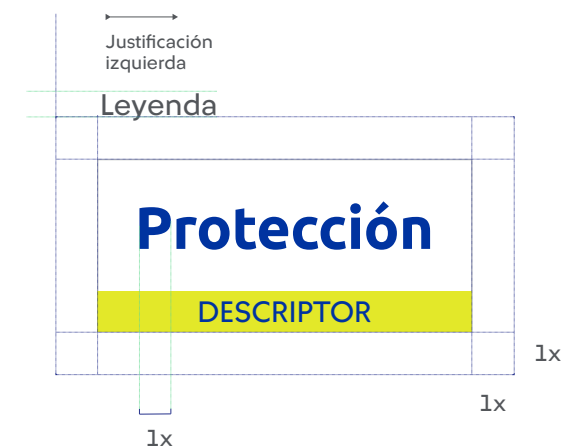 Justificación
izquierda
Leyenda
Protección
DESCRIPTOR
1x
1x
1x